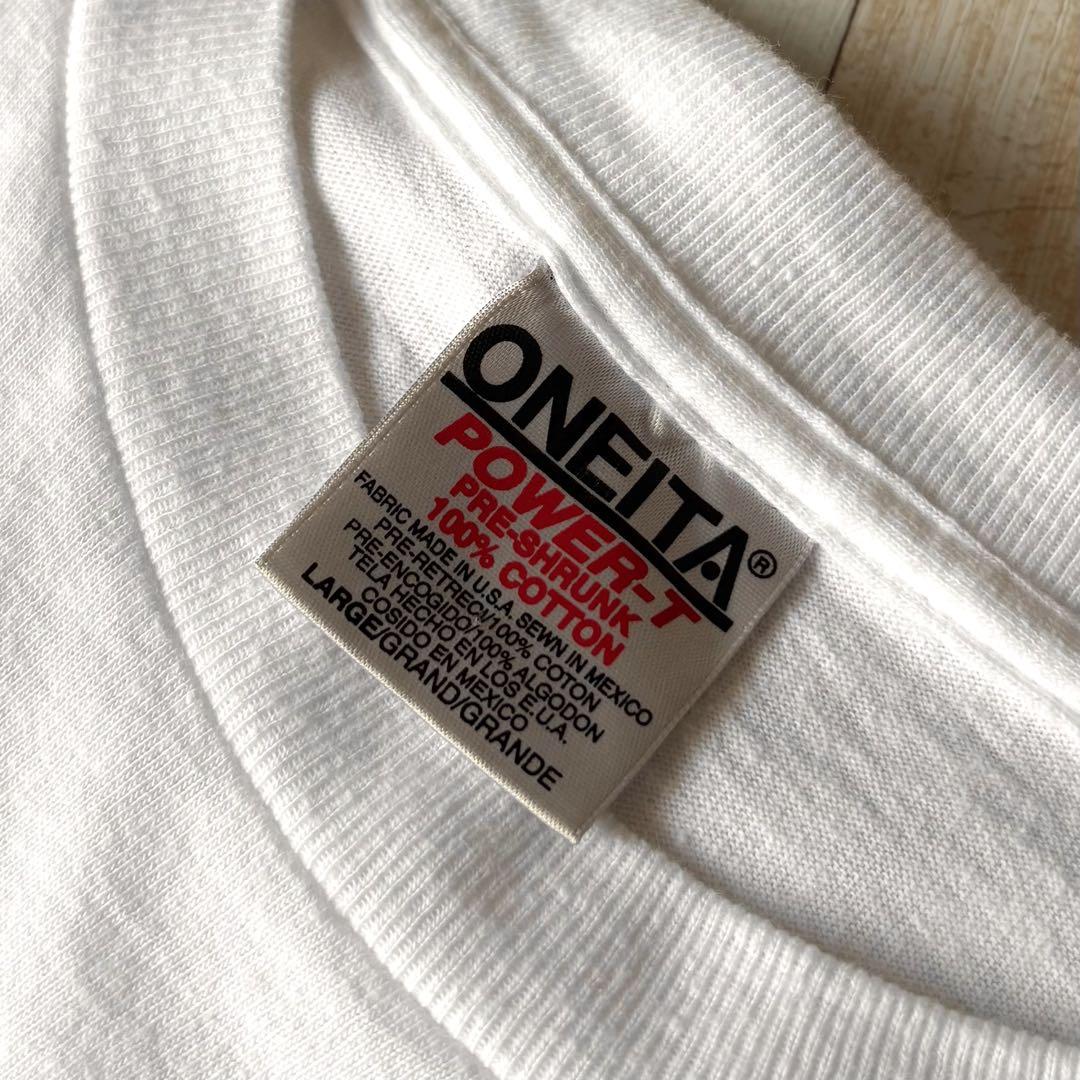 ONEITA®
POWER-T
PRE-SHRUNK
100% COTTON
FABRIC MADE IN U.S.A. SEWN IN MEXICO
PRE-RETRECI/100% COTON
PRE-ENCOGIDO/100% ALGODON
TELA HECHO EN LOS E.U.A.
COSIDO EN MEXICO
LARGE/GRAND/GRANDE